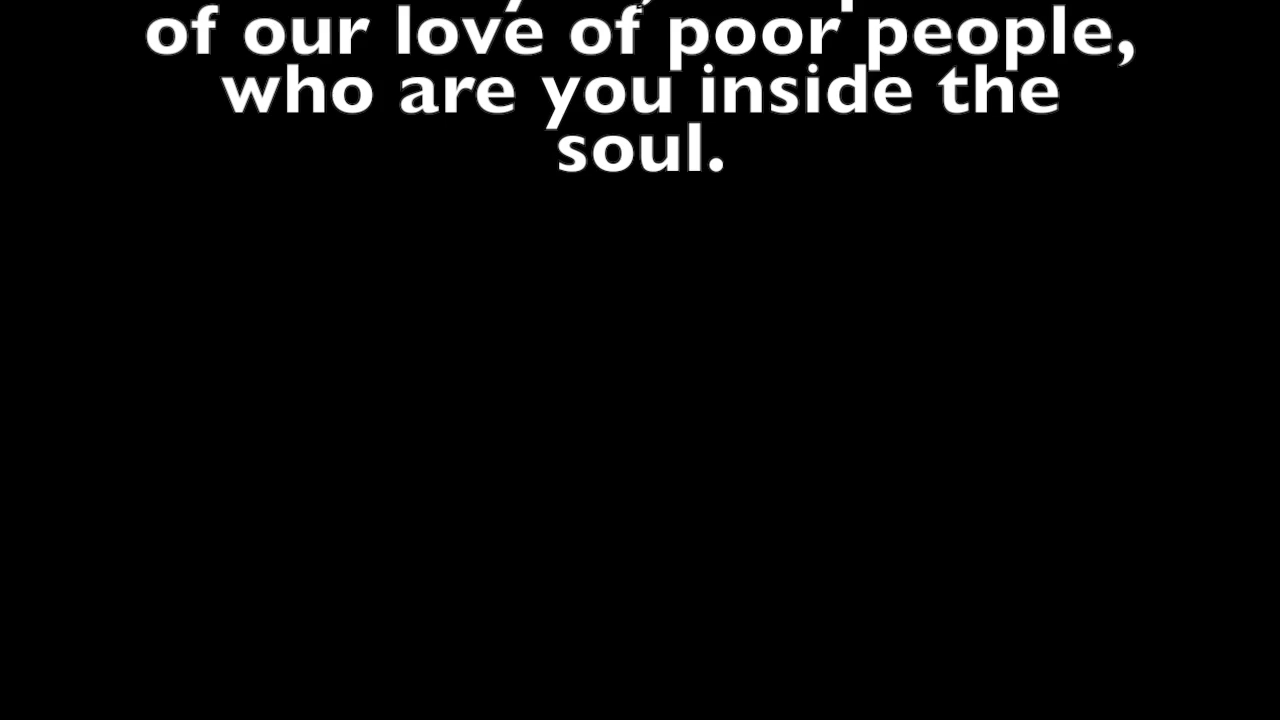 of our love of poor people,
who are you inside the
soul.